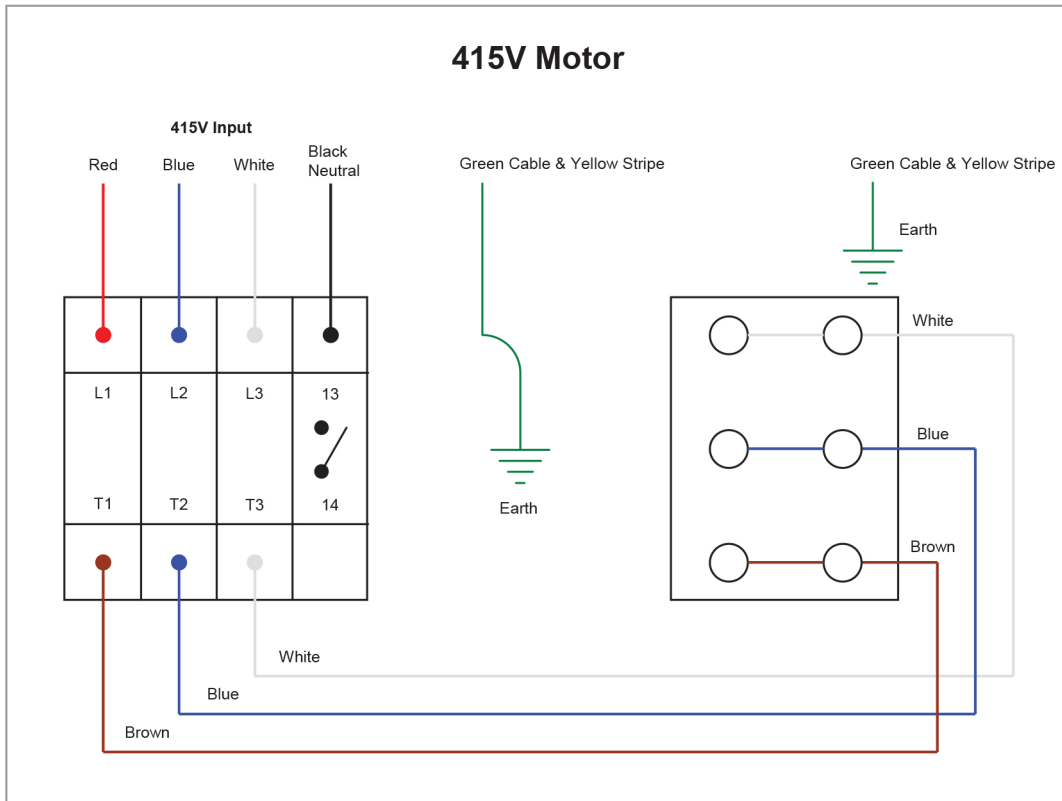 415V Motor
415V Input
Red
Blue
White
Black
Neutral
Green Cable & Yellow Stripe
Green Cable & Yellow Stripe
Earth
White
L1
L2
L3
13
Blue
T1
T2
T3
14
Earth
Brown
White
Blue
Brown